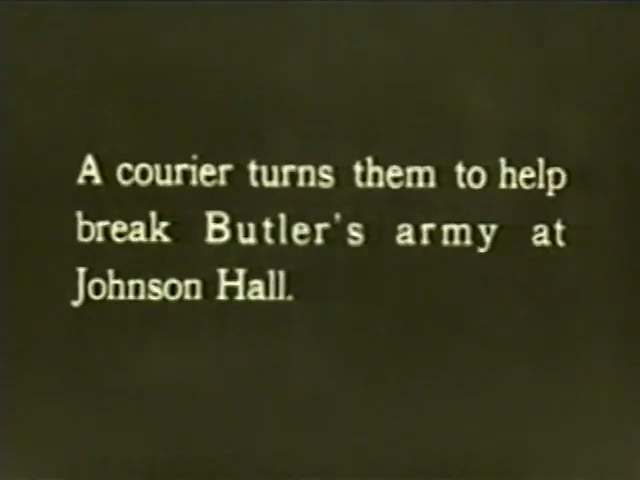 A courier turns them to help
break Butler's army at
Johnson Hall.